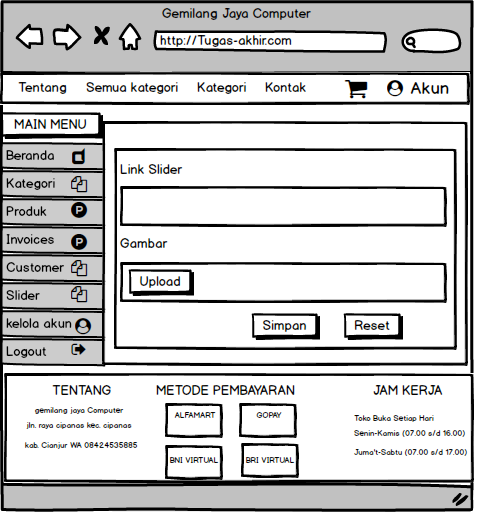 Gemilang Jaya Computer
http://Tugas-akhir.com
Tentang Semua kategori Kategori Kontak Akun
MAIN MENU
Beranda
Kategori
Produk
Invoices
Customer
Slider
kelola akun
Logout
Link Slider
Gambar
Upload
Simpan Reset
TENTANG
gemilang jaya Computer
jln. raya cipanas kec. cipanas
kab. Cianjur WA 08424535885
METODE PEMBAYARAN
ALFAMART GOPAY
BNI VIRTUAL BRI VIRTUAL
JAM KERJA
Toko Buka Setiap Hari
Senin-Kamis (07.00 s/d 16.00)
Juma't-Sabtu (07.00 s/d 17.00)